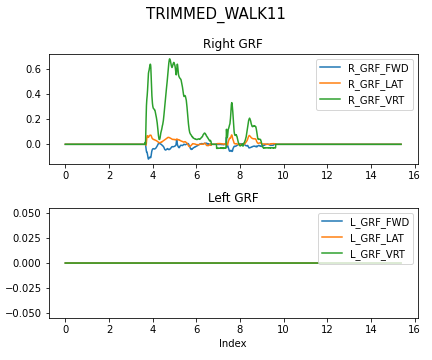 TRIMMED_WALK11
Right GRF
R_GRF_FWD
R_GRF_LAT
R_GRF_VRT
0.6
0.4
0.2
0.0
0 2 4 6 8 10 12 14 16
Left GRF
L_GRF_FWD
L_GRF_LAT
L_GRF_VRT
0.050
0.025
0.000
−0.025
−0.050
0 2 4 6 8 10 12 14 16
Index